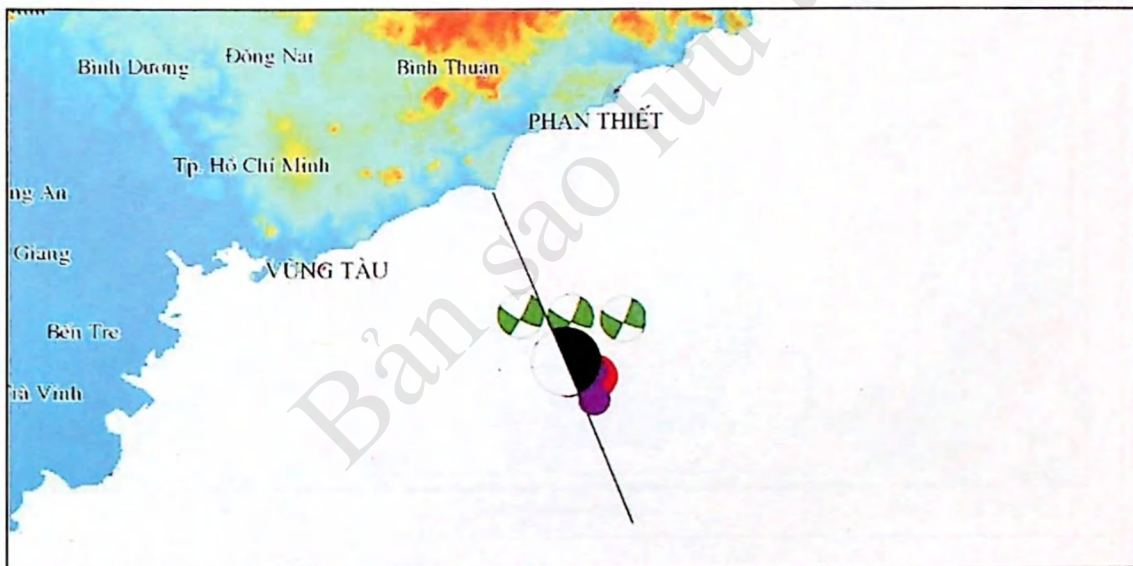 Đồng Nai
Bình Dương
Bình Thuận
PHAN THIẾT
Tp. Hồ Chí Minh
ng An
Giang
VŨNG TÀU
Bến Tre
rà Vinh
Bản sao lưu trữ